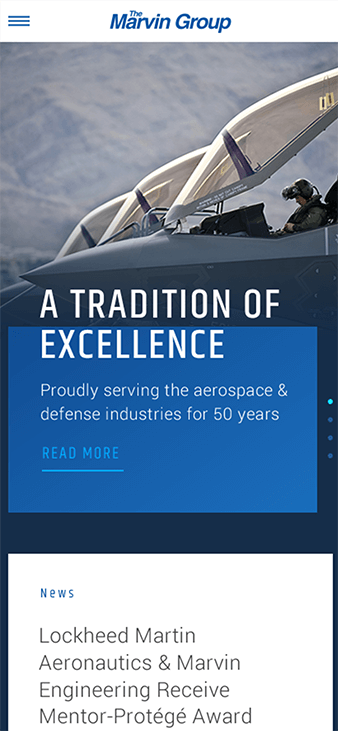 The
Marvin Group
A TRADITION OF
EXCELLENCE
Proudly serving the aerospace &
defense industries for 50 years
READ MORE
News
Lockheed Martin
Aeronautics & Marvin
Engineering Receive
Mentor-Protégé Award